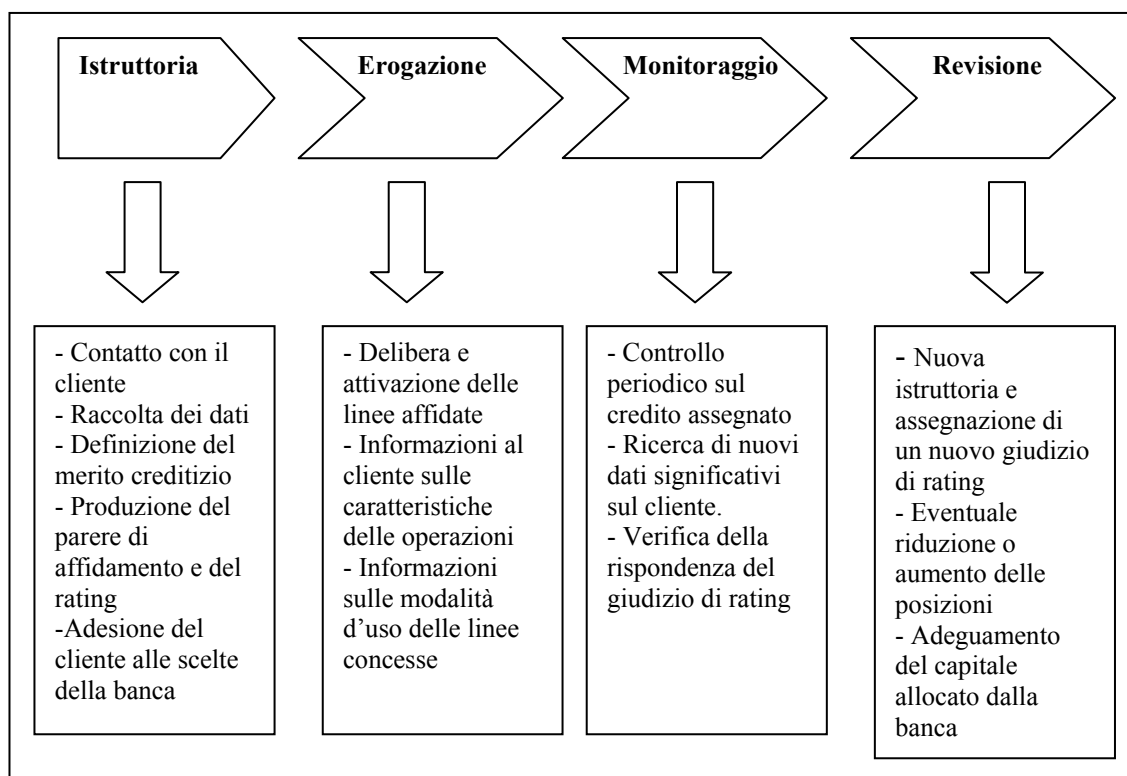 Istruttoria
Erogazione
Monitoraggio
Revisione
- Contatto con il
cliente
- Raccolta dei dati
- Definizione del
merito creditizio
- Produzione del
parere di
affidamento e del
rating
-Adesione del
cliente alle scelte
della banca
- Delibera e
attivazione delle
linee affidate
- Informazioni al
cliente sulle
caratteristiche
delle operazioni
- Informazioni
sulle modalità
d’uso delle linee
concesse
- Controllo
periodico sul
credito assegnato
- Ricerca di nuovi
dati significativi
sul cliente.
- Verifica della
rispondenza del
giudizio di rating
- Nuova
istruttoria e
assegnazione di
un nuovo giudizio
di rating
- Eventuale
riduzione o
aumento delle
posizioni
- Adeguamento
del capitale
allocato dalla
banca